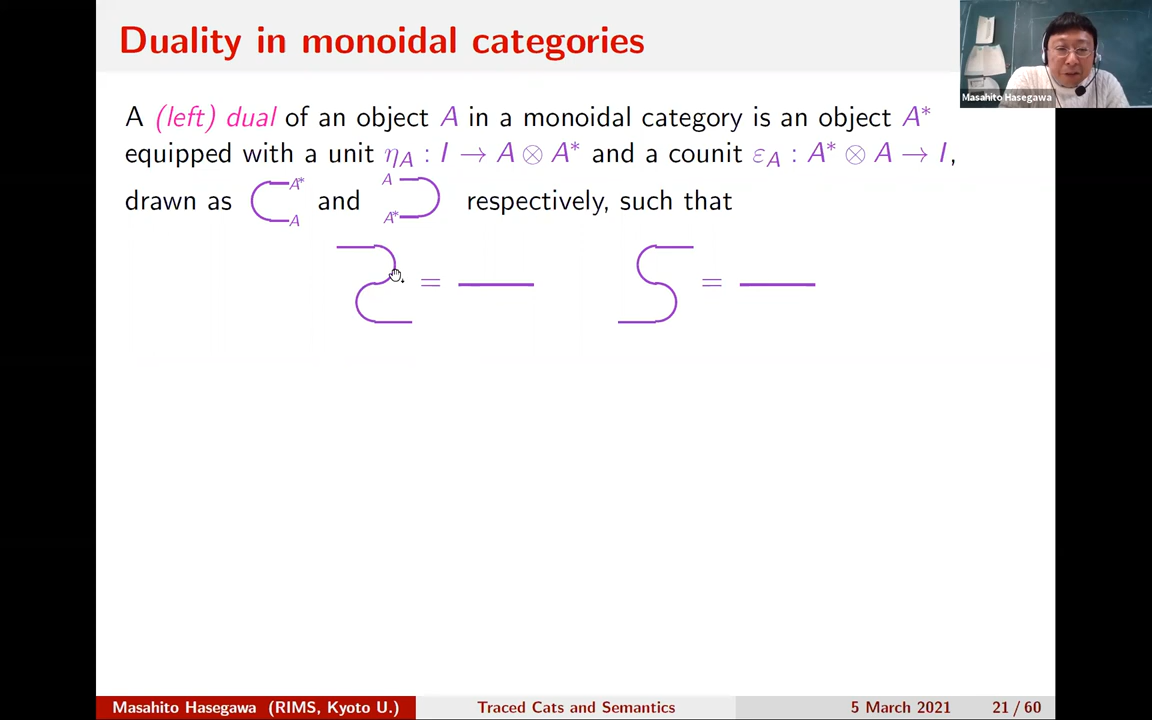 Duality in monoidal categories
Masahito Hasegawa
A (left) dual of an object A in a monoidal category is an object A*
equipped with a unit η_A : I → A ⊗ A* and a counit ε_A : A* ⊗ A → I,
drawn as A* A and A A* respectively, such that
= =
Masahito Hasegawa (RIMS, Kyoto U.) Traced Cats and Semantics 5 March 2021 21 / 60